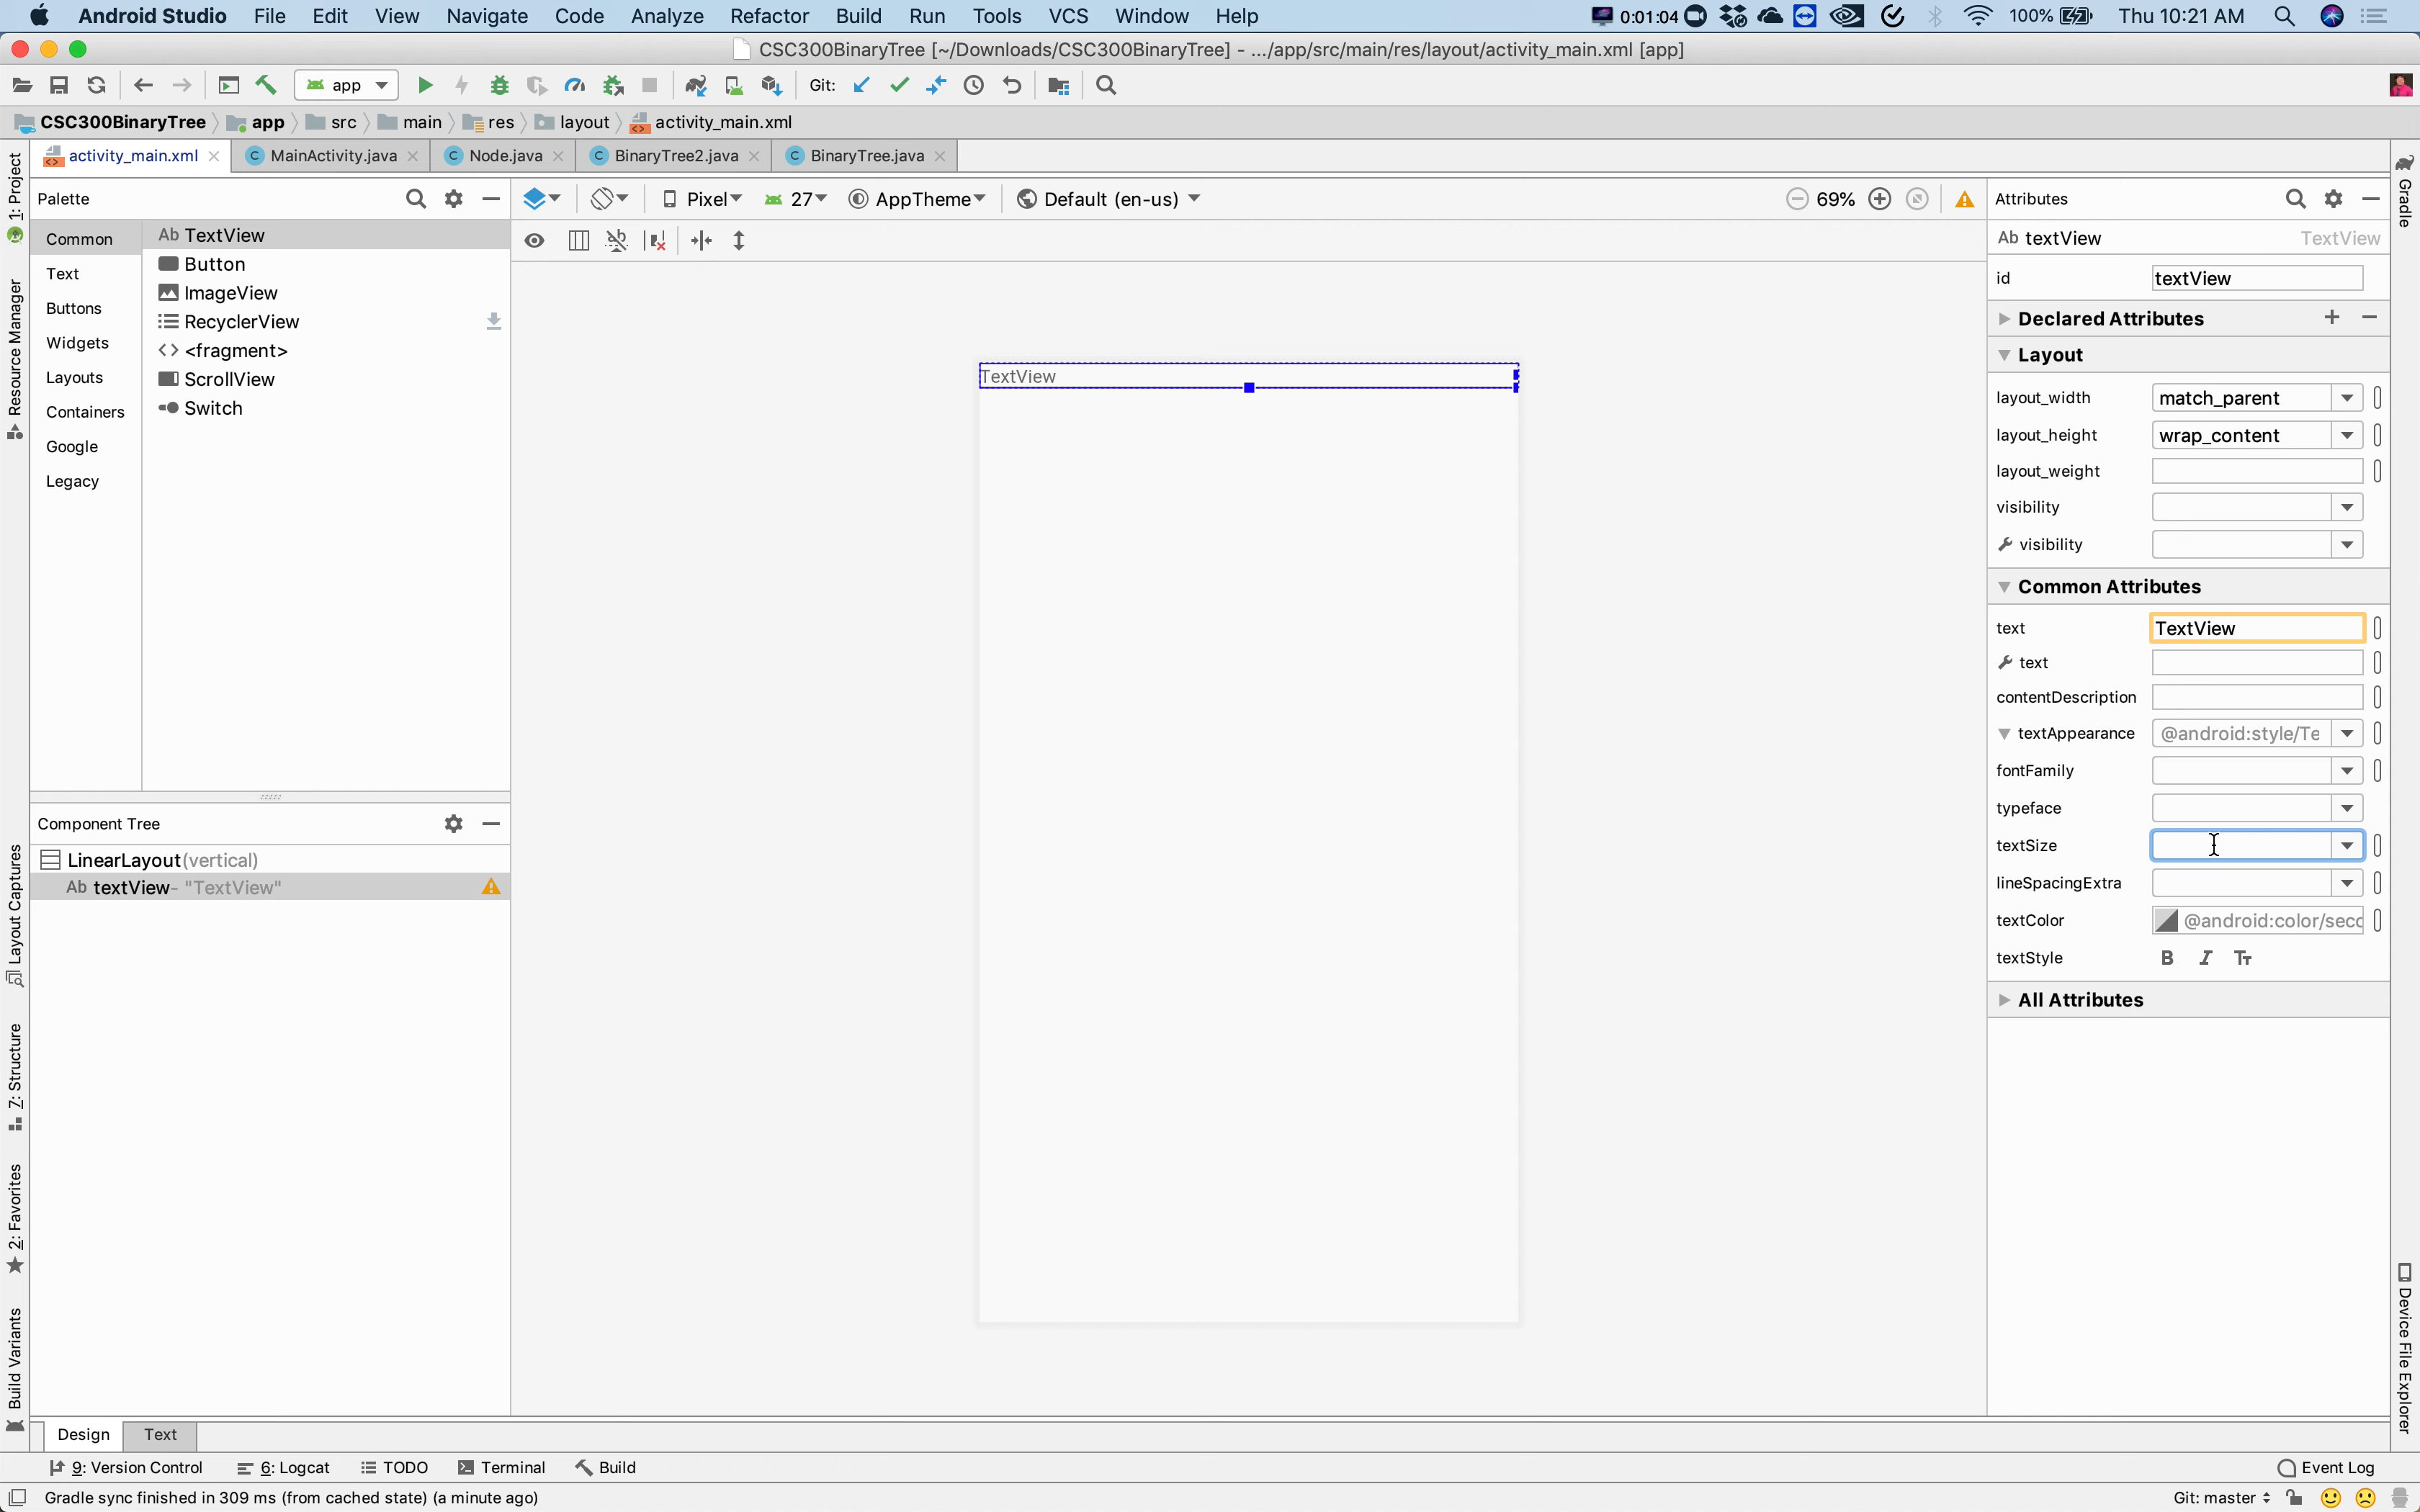 Android Studio File Edit View Navigate Code Analyze Refactor Build Run Tools VCS Window Help 0:01:04 100% Thu 10:21 AM
CSC300BinaryTree [~/Downloads/CSC300BinaryTree] - .../app/src/main/res/layout/activity_main.xml [app]
app Git:
CSC300BinaryTree app src main res layout activity_main.xml
activity_main.xml MainActivity.java Node.java BinaryTree2.java BinaryTree.java
1: Project
Resource Manager
Layout Captures
7: Structure
2: Favorites
Build Variants
Palette
Common
Text
Buttons
Widgets
Layouts
Containers
Google
Legacy
Ab TextView
Button
ImageView
RecyclerView
<fragment>
ScrollView
Switch
Component Tree
LinearLayout(vertical)
Ab textView- "TextView"
Pixel 27 AppTheme Default (en-us) 69%
TextView
Attributes
Ab textView TextView
id textView
Declared Attributes
Layout
layout_width match_parent
layout_height wrap_content
layout_weight
visibility
visibility
Common Attributes
text TextView
text
contentDescription
textAppearance @android:style/Te
fontFamily
typeface
textSize
lineSpacingExtra
textColor @android:color/secc
textStyle B I Tт
All Attributes
Gradle
Device File Explorer
Design Text
9: Version Control 6: Logcat TODO Terminal Build Event Log
Gradle sync finished in 309 ms (from cached state) (a minute ago) Git: master